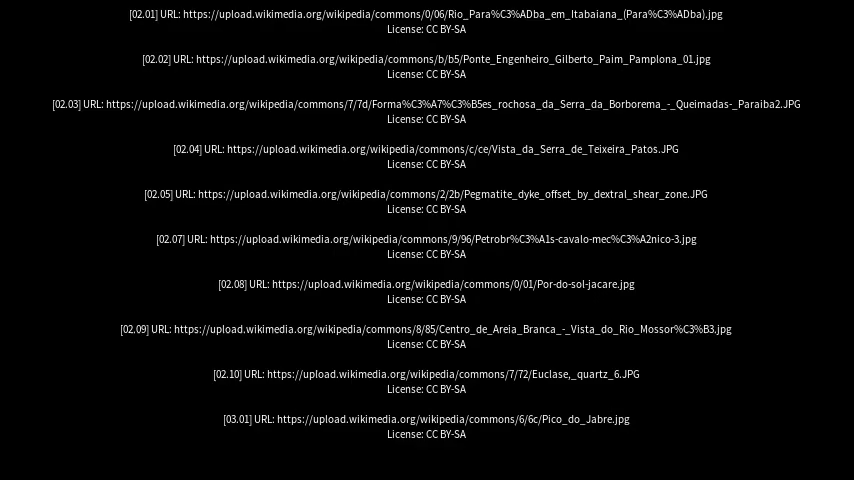 [02.01] URL: https://upload.wikimedia.org/wikipedia/commons/0/06/Rio_Para%C3%ADba_em_Itabaiana_(Para%C3%ADba).jpg
License: CC BY-SA
[02.02] URL: https://upload.wikimedia.org/wikipedia/commons/b/b5/Ponte_Engenheiro_Gilberto_Paim_Pamplona_01.jpg
License: CC BY-SA
[02.03] URL: https://upload.wikimedia.org/wikipedia/commons/7/7d/Forma%C3%A7%C3%B5es_rochosa_da_Serra_da_Borborema_-_Queimadas-_Paraiba2.JPG
License: CC BY-SA
[02.04] URL: https://upload.wikimedia.org/wikipedia/commons/c/ce/Vista_da_Serra_de_Teixeira_Patos.JPG
License: CC BY-SA
[02.05] URL: https://upload.wikimedia.org/wikipedia/commons/2/2b/Pegmatite_dyke_offset_by_dextral_shear_zone.JPG
License: CC BY-SA
[02.07] URL: https://upload.wikimedia.org/wikipedia/commons/9/96/Petrobr%C3%A1s-cavalo-mec%C3%A2nico-3.jpg
License: CC BY-SA
[02.08] URL: https://upload.wikimedia.org/wikipedia/commons/0/01/Por-do-sol-jacare.jpg
License: CC BY-SA
[02.09] URL: https://upload.wikimedia.org/wikipedia/commons/8/85/Centro_de_Areia_Branca_-_Vista_do_Rio_Mossor%C3%B3.jpg
License: CC BY-SA
[02.10] URL: https://upload.wikimedia.org/wikipedia/commons/7/72/Euclase,_quartz_6.JPG
License: CC BY-SA
[03.01] URL: https://upload.wikimedia.org/wikipedia/commons/6/6c/Pico_do_Jabre.jpg
License: CC BY-SA